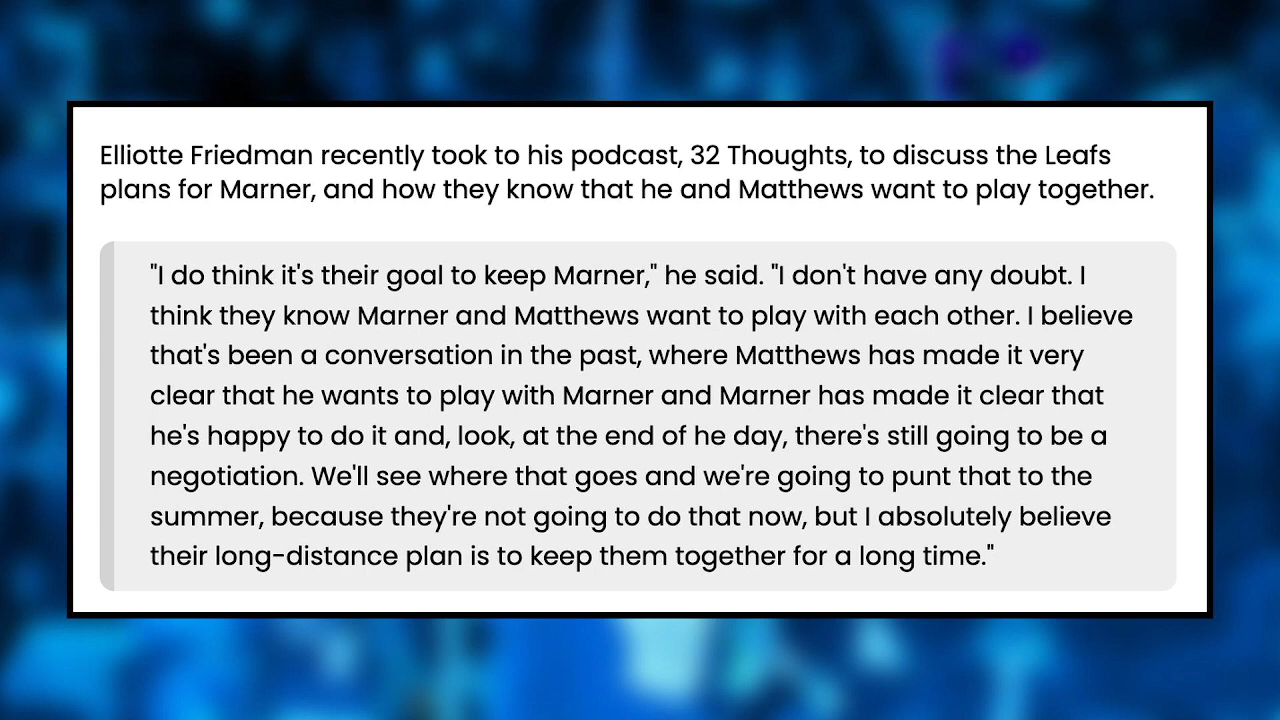 Elliotte Friedman recently took to his podcast, 32 Thoughts, to discuss the Leafs
plans for Marner, and how they know that he and Matthews want to play together.
"I do think it's their goal to keep Marner," he said. "I don't have any doubt. I
think they know Marner and Matthews want to play with each other. I believe
that's been a conversation in the past, where Matthews has made it very
clear that he wants to play with Marner and Marner has made it clear that
he's happy to do it and, look, at the end of he day, there's still going to be a
negotiation. We'll see where that goes and we're going to punt that to the
summer, because they're not going to do that now, but I absolutely believe
their long-distance plan is to keep them together for a long time."